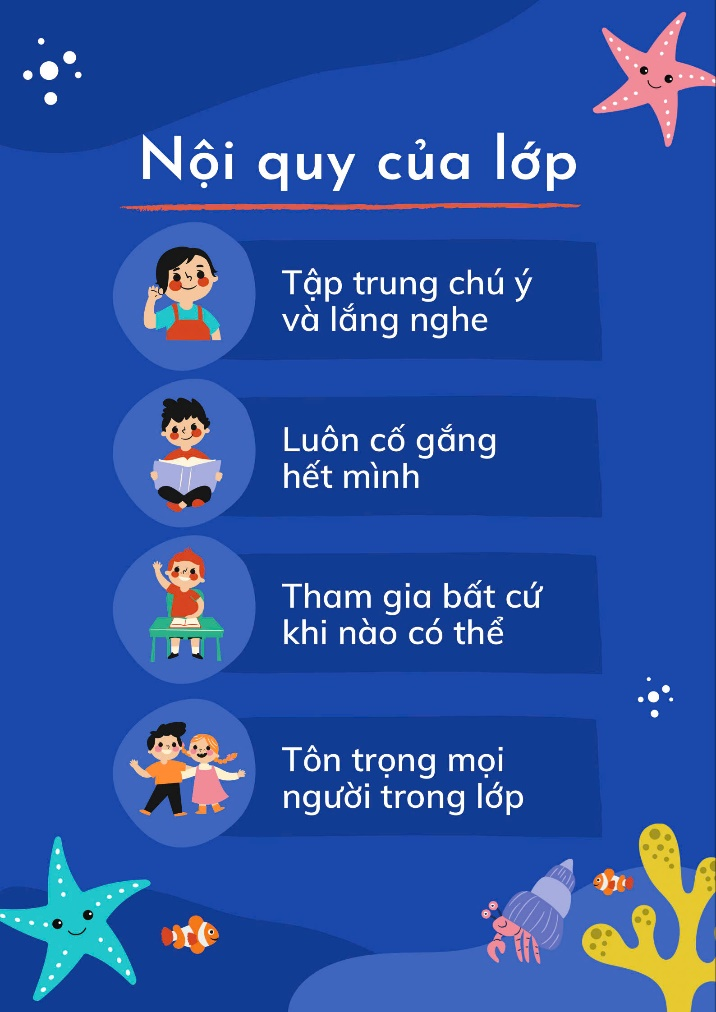 Nội quy của lớp
Tập trung chú ý
và lắng nghe
Luôn cố gắng
hết mình
Tham gia bất cứ
khi nào có thể
Tôn trọng mọi
người trong lớp